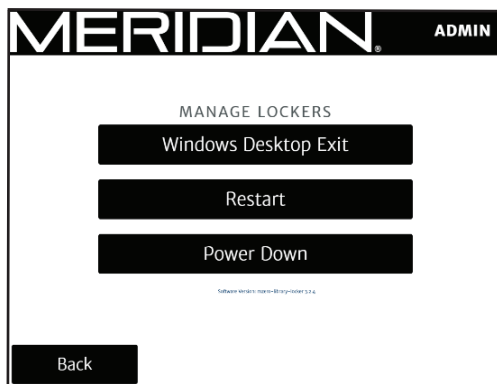 MERIDIAN® ADMIN
MANAGE LOCKERS
Windows Desktop Exit
Restart
Power Down
Back